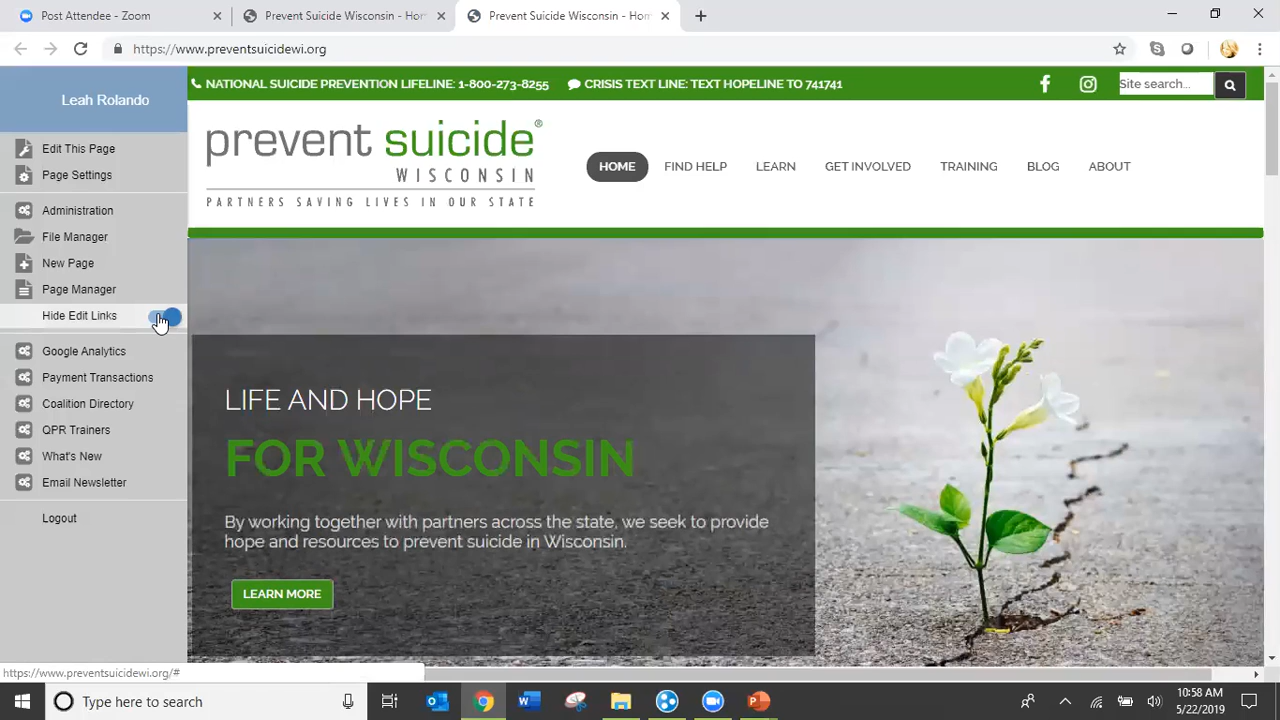 Post Attendee - Zoom
Prevent Suicide Wisconsin - Hom
Prevent Suicide Wisconsin - Hom
https://www.preventsuicidewi.org
Leah Rolando
Edit This Page
Page Settings
Administration
File Manager
New Page
Page Manager
Hide Edit Links
Google Analytics
Payment Transactions
Coalition Directory
QPR Trainers
What's New
Email Newsletter
Logout
NATIONAL SUICIDE PREVENTION LIFELINE: 1-800-273-8255
CRISIS TEXT LINE: TEXT HOPELINE TO 741741
Site search...
prevent suicide®
WISCONSIN
PARTNERS SAVING LIVES IN OUR STATE
HOME
FIND HELP
LEARN
GET INVOLVED
TRAINING
BLOG
ABOUT
LIFE AND HOPE
FOR WISCONSIN
By working together with partners across the state, we seek to provide
hope and resources to prevent suicide in Wisconsin.
LEARN MORE
https://www.preventsuicidewi.org/#
Type here to search
10:58 AM
5/22/2019